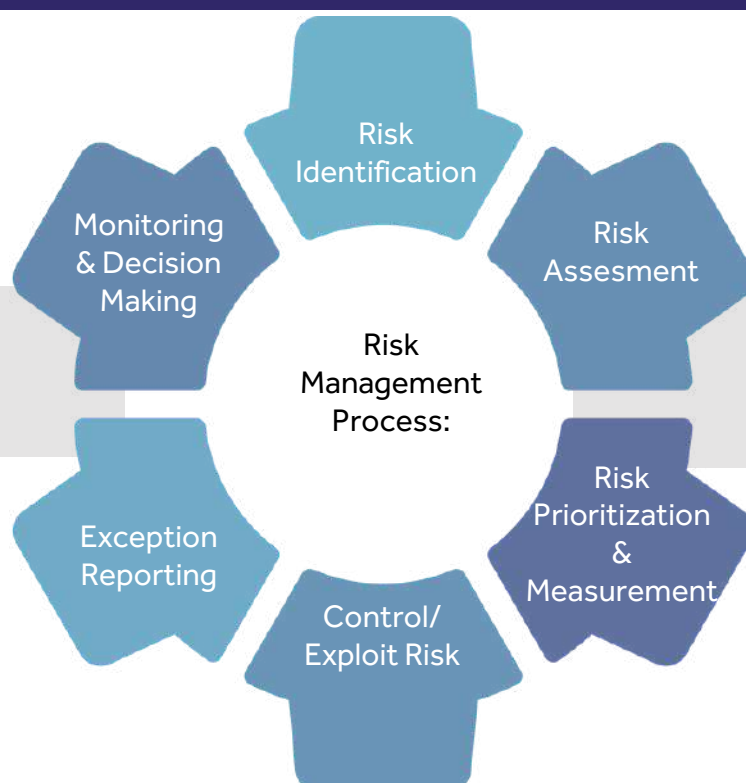 Risk
Identification
Risk
Assesment
Risk
Prioritization
&
Measurement
Control/
Exploit Risk
Exception
Reporting
Monitoring
& Decision
Making
Risk
Management
Process: